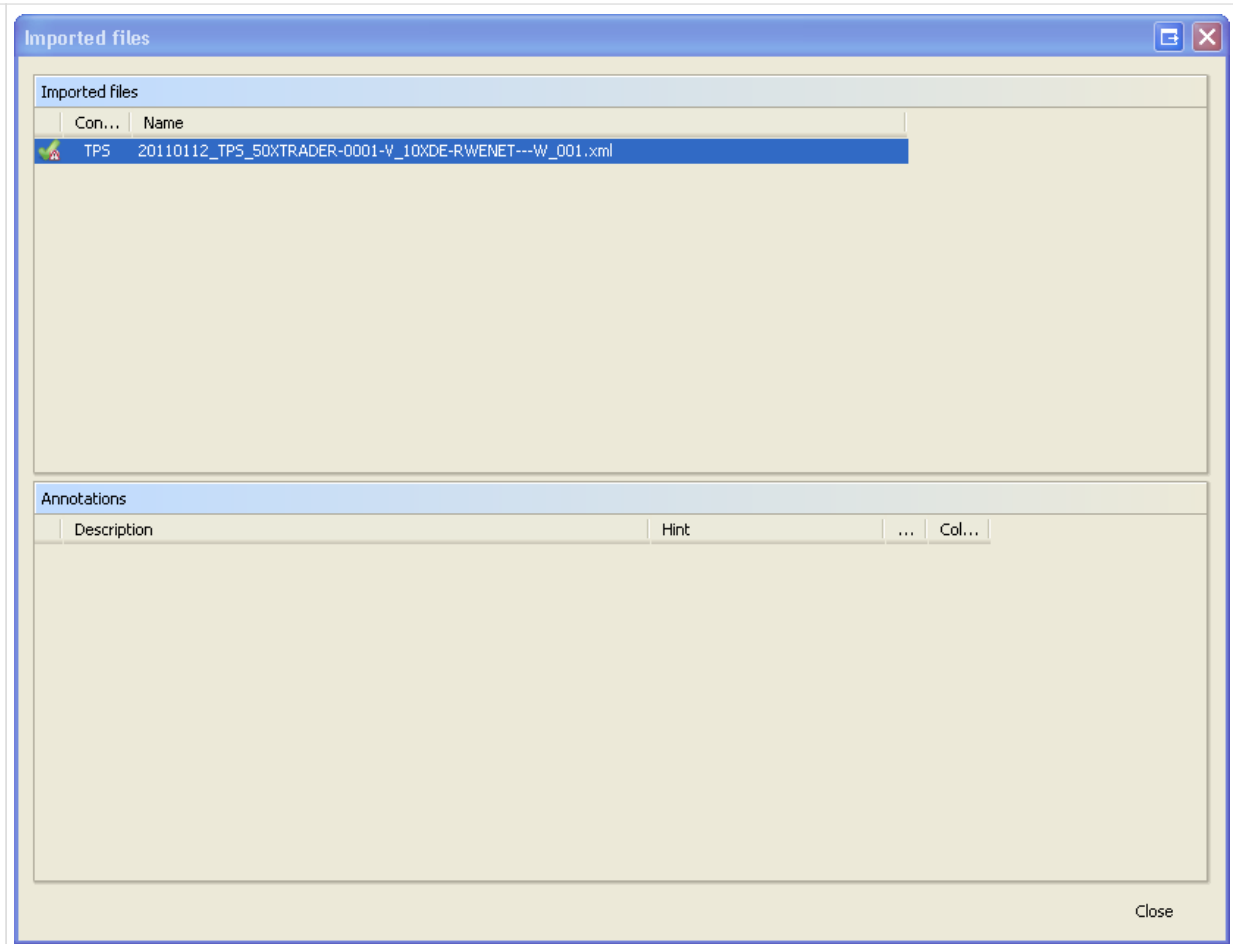 Imported files
Imported files
Con... Name
TPS 20110112_TPS_50XTRADER-0001-V_10XDE-RWENET---W_001.xml
Annotations
Description Hint ... Col...
Close